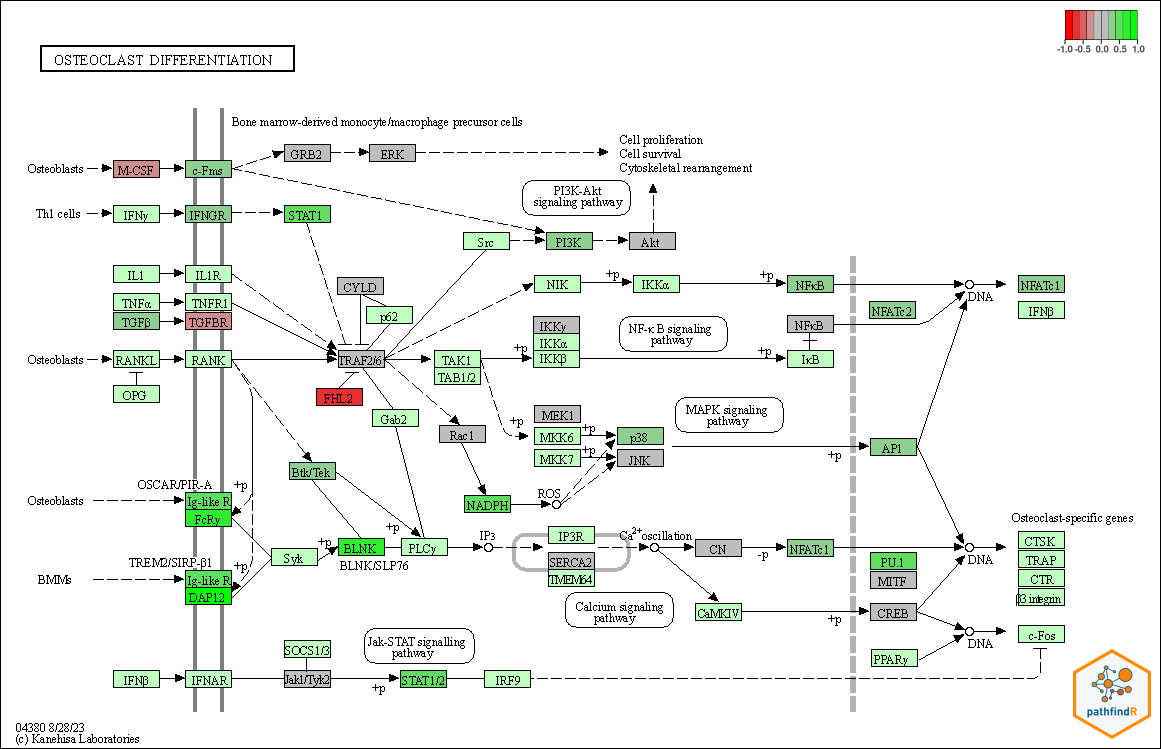 -1.0 -0.5 0.0 0.5 1.0
OSTEOCLAST DIFFERENTIATION
Bone marrow-derived monocyte/macrophage precursor cells
Cell proliferation
Cell survival
Cytoskeletal rearrangement
GRB2
ERK
Osteoblasts
M-CSF
c-Fms
PI3K-Akt
signaling pathway
Th1 cells
IFNγ
IFNGR
STAT1
Src
PI3K
Akt
IL1
IL1R
CYLD
p62
NIK
+p
IKKα
+p
NFκB
DNA
NFATc1
IFNβ
TNFα
TNFR1
TGFβ
TGFBR
NFATc2
IKKγ
IKKα
IKKβ
NF-κ B signaling
pathway
NFκB
IκB
Osteoblasts
RANKL
RANK
TRAF2/6
TAK1
TAB1/2
+p
+p
OPG
FHL2
Gab2
Rac1
MEK1
MKK6
MKK7
+p
+p
+p
p38
JNK
MAPK signaling
pathway
+p
AP1
Btk/Tek
OSCAR/PIR-A
+p
Osteoblasts
Ig-like R
FcRγ
NADPH
ROS
Syk
+p
BLNK
BLNK/SLP76
+p
PLCγ
IP3
IP3R
SERCA2
TMEM64
Ca2+
oscillation
CN
-p
NFATc1
PU.1
MITF
DNA
Osteoclast-specific genes
CTSK
TRAP
CTR
β3 integrin
TREM2/SIRP-β1
+p
BMMs
Ig-like R
DAP12
Calcium signaling
pathway
CaMKIV
+p
CREB
PPARγ
DNA
c-Fos
SOCS1/3
Jak-STAT signalling
pathway
IFNβ
IFNAR
Jak1/Tyk2
+p
STAT1/2
IRF9
04380 8/28/23
(c) Kanehisa Laboratories
pathfindR